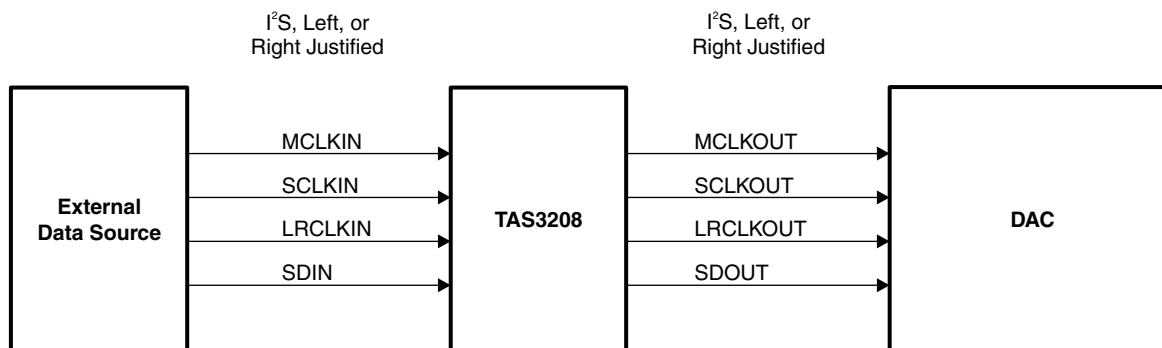 I²S, Left, or
Right Justified
I²S, Left, or
Right Justified
External
Data Source
MCLKIN
SCLKIN
LRCLKIN
SDIN
TAS3208
MCLKOUT
SCLKOUT
LRCLKOUT
SDOUT
DAC